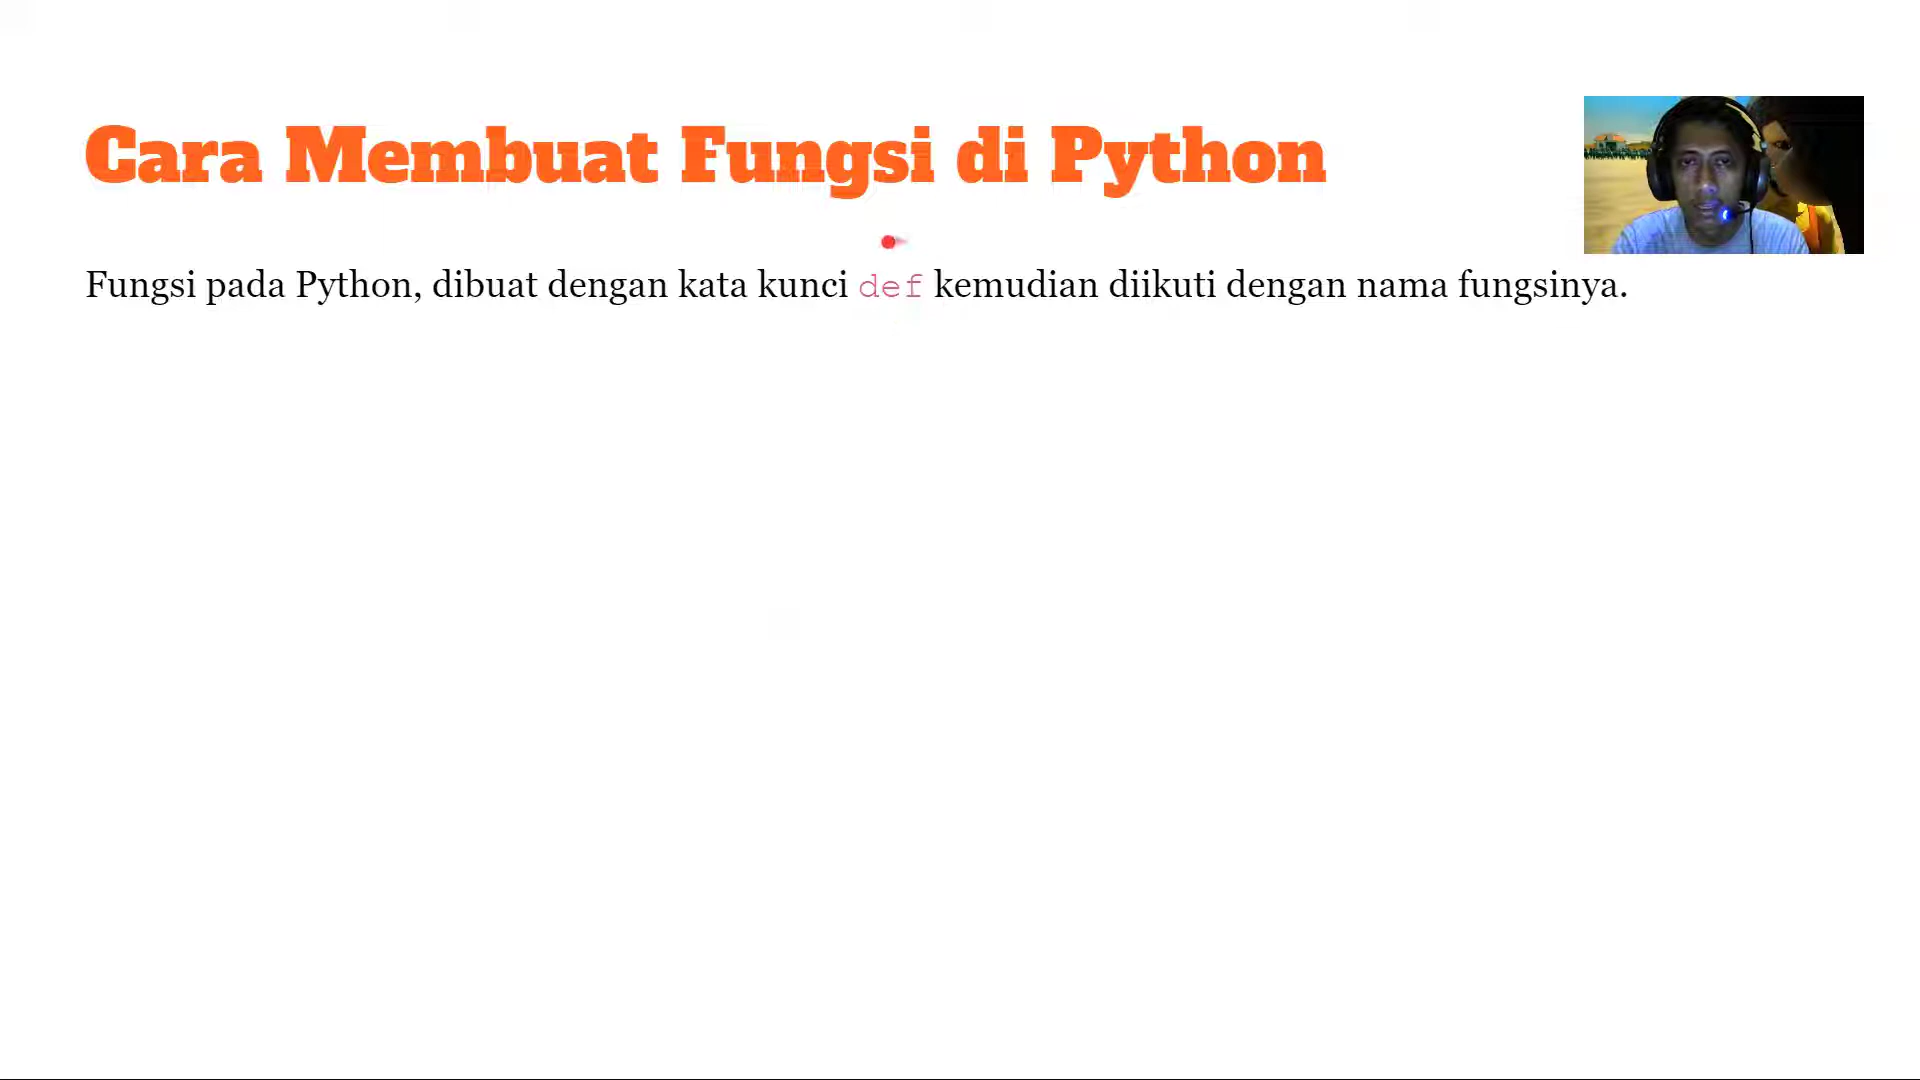 Cara Membuat Fungsi di Python
Fungsi pada Python, dibuat dengan kata kunci def kemudian diikuti dengan nama fungsinya.